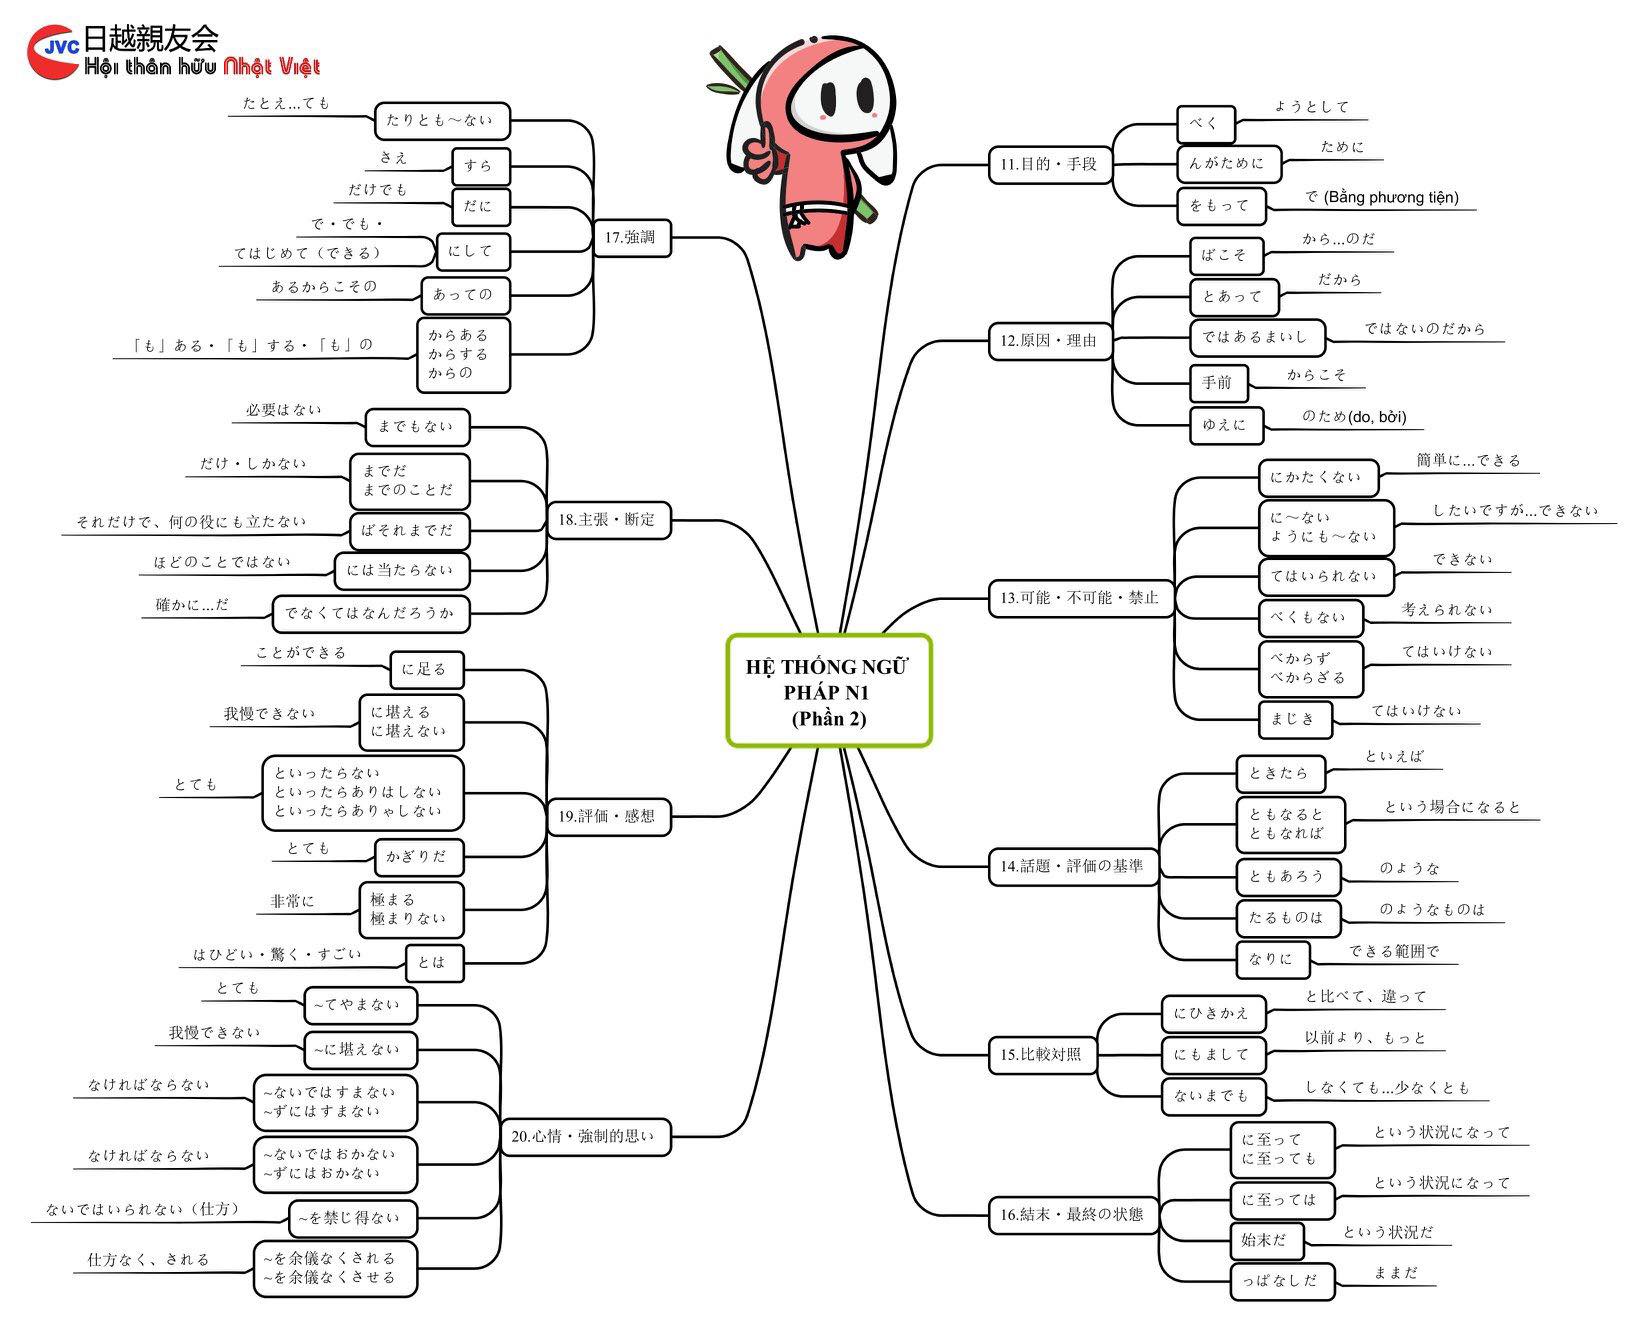 JVC
日越親友会
Hội thân hữu Nhật Việt
HỆ THỐNG NGỮ
PHÁP N1
(Phần 2)
11.目的・手段
べく
ようとして
んがために
ために
をもって
で (Bằng phương tiện)
12.原因・理由
ばこそ
から...のだ
とあって
だから
ではあるまいし
ではないのだから
手前
からこそ
ゆえに
のため(do, bởi)
13.可能・不可能・禁止
にかたくない
簡単に...できる
に～ない
ようにも～ない
したいですが...できない
てはいられない
できない
べくもない
考えられない
べからず
べからざる
てはいけない
まじき
てはいけない
14.話題・評価の基準
ときたら
といえば
ともなると
ともなれば
という場合になると
ともあろう
のような
たるものは
のようなものは
なりに
できる範囲で
15.比較対照
にひきかえ
と比べて、違って
にもまして
以前より、もっと
ないまでも
しなくても...少なくとも
16.結末・最終の状態
に至って
に至っても
という状況になって
に至っては
という状況になって
始末だ
という状況だ
っぱなしだ
ままだ
17.強調
たりとも～ない
たとえ...ても
すら
さえ
だに
だけでも
にして
で・でも・
てはじめて（できる）
あっての
あるからこその
からある
からする
からの
「も」ある・「も」する・「も」の
18.主張・断定
までもない
必要はない
までだ
までのことだ
だけ・しかない
ばそれまでだ
それだけで、何の役にも立たない
には当たらない
ほどのことではない
でなくてはなんだろうか
確かに...だ
19.評価・感想
に足る
ことができる
に堪える
に堪えない
我慢できない
といったらない
といったらありはしない
といったらありゃしない
とても
かぎりだ
とても
極まる
極まりない
非常に
とは
はひどい・驚く・すごい
20.心情・強制的思い
~てやまない
とても
~に堪えない
我慢できない
~ないではすまない
~ずにはすまない
なければならない
~ないではおかない
~ずにはおかない
なければならない
~を禁じ得ない
ないではいられない（仕方）
~を余儀なくされる
~を余儀なくさせる
仕方なく、される